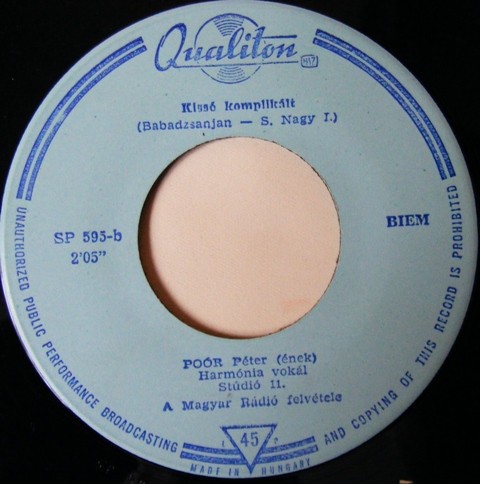 Qualiton
Kissé komplikált
(Babadzsanjan — S. Nagy I.)
SP 595-b
2'05"
BIEM
POÓR Péter (ének)
Harmónia vokál
Stúdió 11.
A Magyar Rádió felvétele
UNAUTHORIZED PUBLIC PERFORMANCE BROADCASTING AND COPYING OF THIS RECORD IS PROHIBITED
45
MADE IN HUNGARY